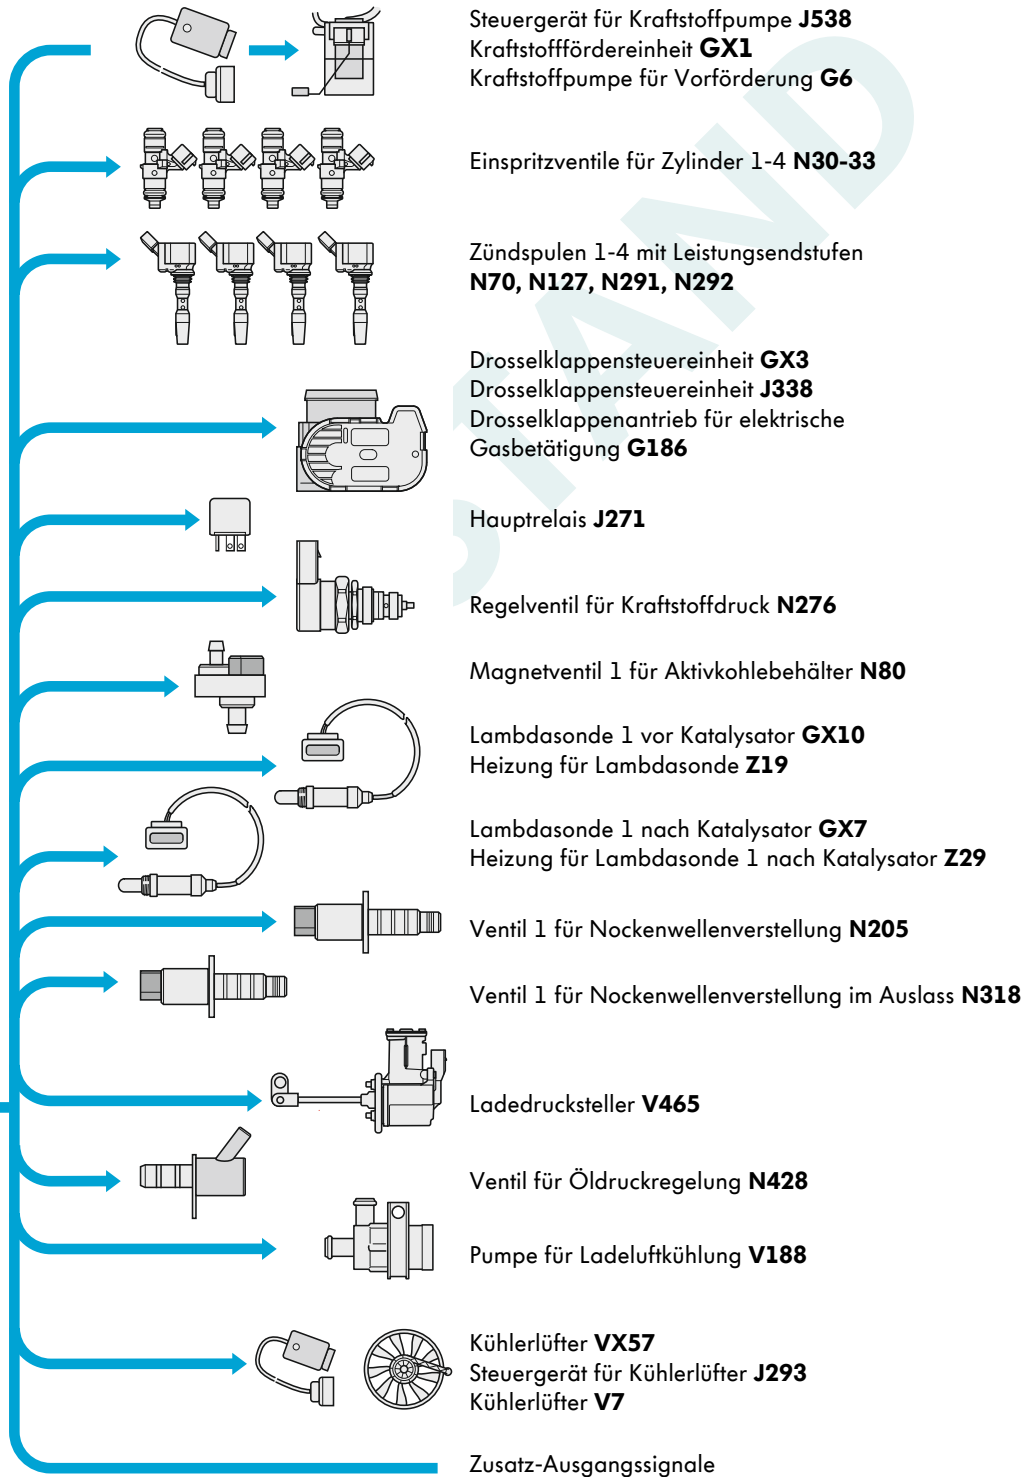 Steuergerät für Kraftstoffpumpe J538
Kraftstofffördereinheit GX1
Kraftstoffpumpe für Vorförderung G6
Einspritzventile für Zylinder 1-4 N30-33
Zündspulen 1-4 mit Leistungsendstufen
N70, N127, N291, N292
Drosselklappensteuereinheit GX3
Drosselklappensteuereinheit J338
Drosselklappenantrieb für elektrische
Gasbetätigung G186
Hauptrelais J271
Regelventil für Kraftstoffdruck N276
Magnetventil 1 für Aktivkohlebehälter N80
Lambdasonde 1 vor Katalysator GX10
Heizung für Lambdasonde Z19
Lambdasonde 1 nach Katalysator GX7
Heizung für Lambdasonde 1 nach Katalysator Z29
Ventil 1 für Nockenwellenverstellung N205
Ventil 1 für Nockenwellenverstellung im Auslass N318
Ladedrucksteller V465
Ventil für Öldruckregelung N428
Pumpe für Ladeluftkühlung V188
Kühlerlüfter VX57
Steuergerät für Kühlerlüfter J293
Kühlerlüfter V7
Zusatz-Ausgangssignale
STAND